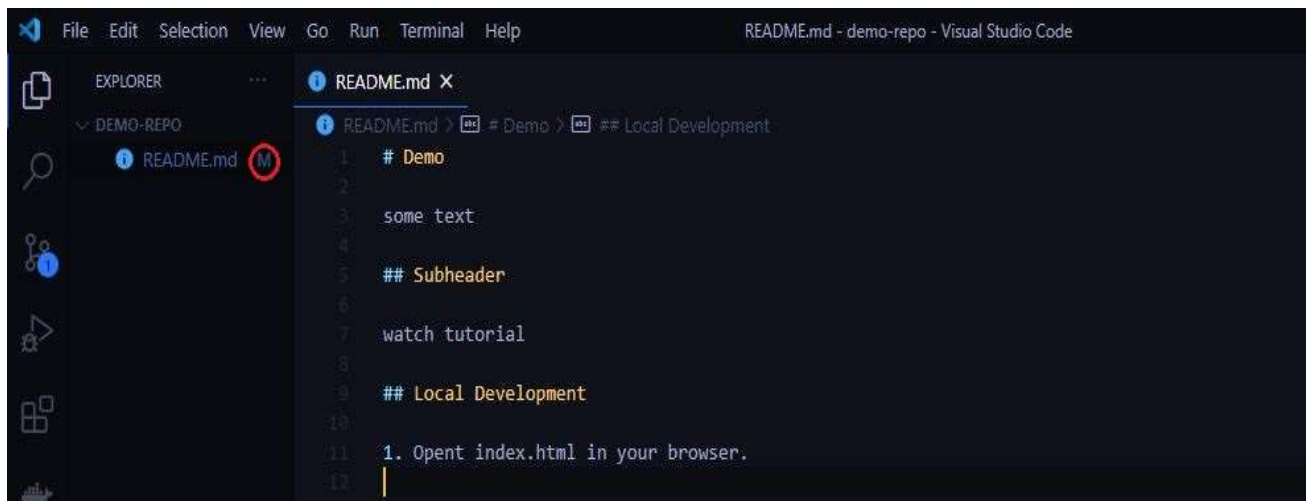 File Edit Selection View Go Run Terminal Help README.md - demo-repo - Visual Studio Code
EXPLORER ... README.md X
DEMO-REPO README.md > # Demo > ## Local Development
README.md M
1 # Demo
2
3 some text
4
5 ## Subheader
6
7 watch tutorial
8
9 ## Local Development
10
11 1. Opent index.html in your browser.
12
1